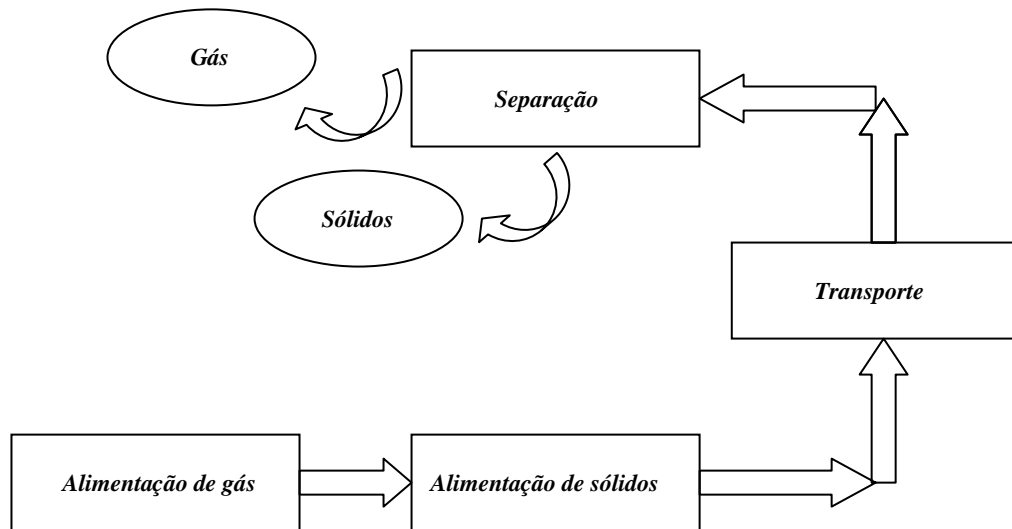 Gás
Separação
Sólidos
Transporte
Alimentação de gás
Alimentação de sólidos